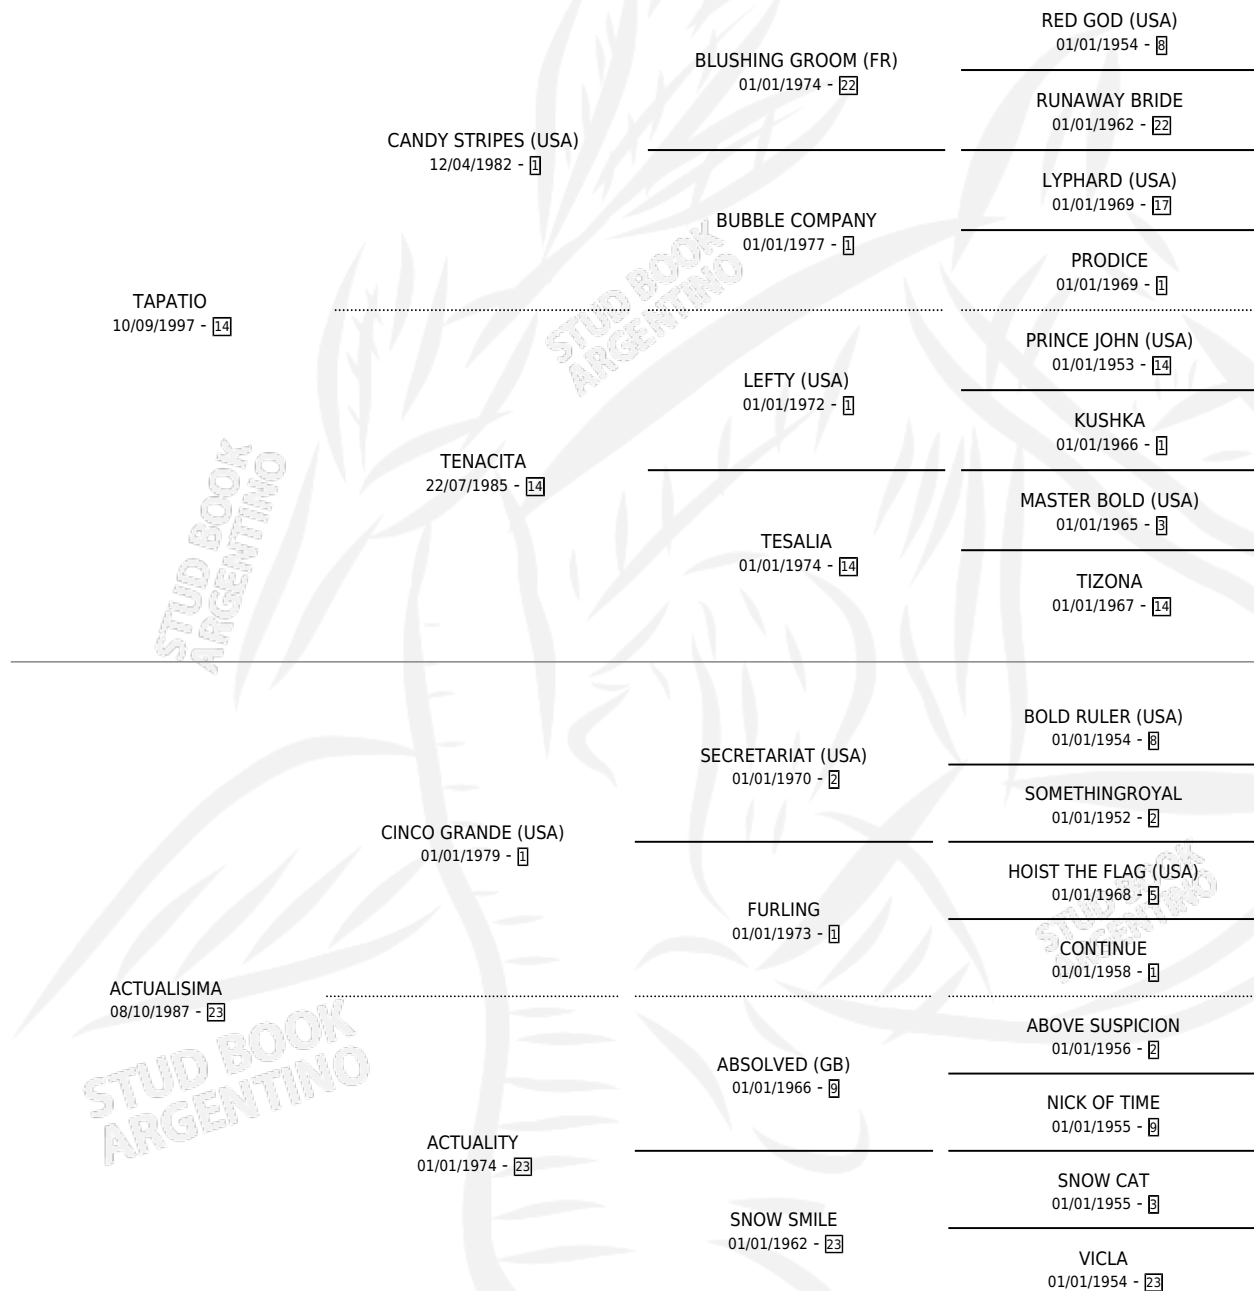 TAPATIO
10/09/1997 - 14
CANDY STRIPES (USA)
12/04/1982 - 1
BLUSHING GROOM (FR)
01/01/1974 - 22
RED GOD (USA)
01/01/1954 - 8
RUNAWAY BRIDE
01/01/1962 - 22
BUBBLE COMPANY
01/01/1977 - 1
LYPHARD (USA)
01/01/1969 - 17
PRODICE
01/01/1969 - 1
TENACITA
22/07/1985 - 14
LEFTY (USA)
01/01/1972 - 1
PRINCE JOHN (USA)
01/01/1953 - 14
KUSHKA
01/01/1966 - 1
TESALIA
01/01/1974 - 14
MASTER BOLD (USA)
01/01/1965 - 3
TIZONA
01/01/1967 - 14
ACTUALISIMA
08/10/1987 - 23
CINCO GRANDE (USA)
01/01/1979 - 1
SECRETARIAT (USA)
01/01/1970 - 2
BOLD RULER (USA)
01/01/1954 - 8
SOMETHINGROYAL
01/01/1952 - 2
FURLING
01/01/1973 - 1
HOIST THE FLAG (USA)
01/01/1968 - 5
CONTINUE
01/01/1958 - 1
ACTUALITY
01/01/1974 - 23
ABSOLVED (GB)
01/01/1966 - 9
ABOVE SUSPICION
01/01/1956 - 2
NICK OF TIME
01/01/1955 - 9
SNOW SMILE
01/01/1962 - 23
SNOW CAT
01/01/1955 - 3
VICLA
01/01/1954 - 23
STUD BOOK
ARGENTINO
STUD BOOK
ARGENTINO
STUD BOOK
ARGENTINO
STUD BOOK
ARGENTINO